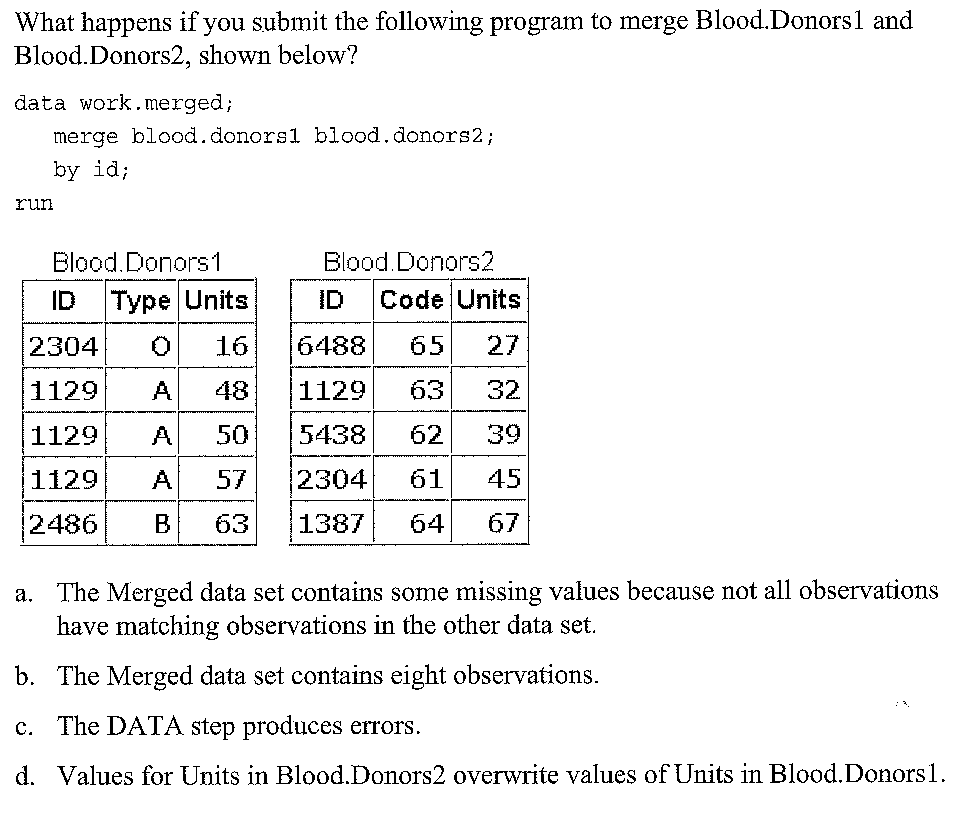 What happens if you submit the following program to merge Blood.Donors1 and
Blood.Donors2, shown below?
data work.merged;
merge blood.donors1 blood.donors2;
by id;
run
Blood.Donors1 Blood.Donors2
ID Type Units ID Code Units
2304 O 16 6488 65 27
1129 A 48 1129 63 32
1129 A 50 5438 62 39
1129 A 57 2304 61 45
2486 B 63 1387 64 67
a. The Merged data set contains some missing values because not all observations
have matching observations in the other data set.
b. The Merged data set contains eight observations.
c. The DATA step produces errors.
d. Values for Units in Blood.Donors2 overwrite values of Units in Blood.Donors1.